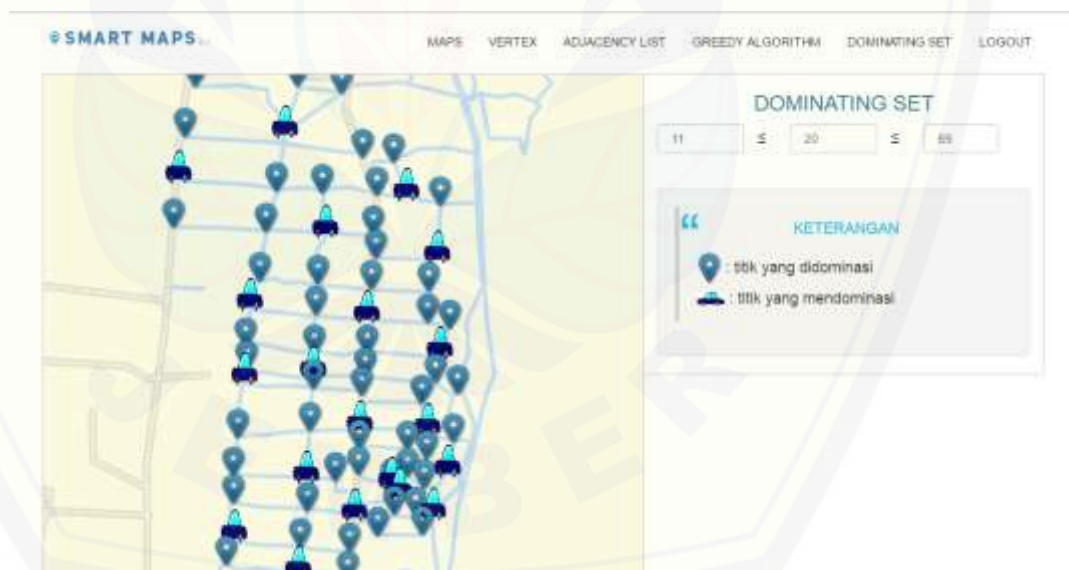 SMART MAPS
MAPS VERTEX ADJACENCY LIST GREEDY ALGORITHM DOMINATING SET LOGOUT
DOMINATING SET
11 ≤ 20 ≤
KETERANGAN
: titik yang didominasi
: titik yang mendominasi